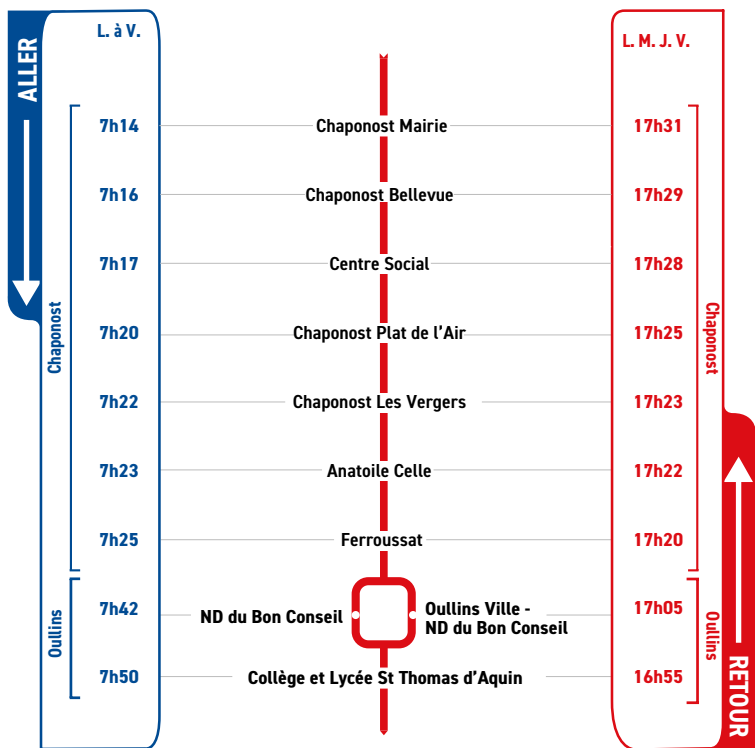 ALLER
L. à V.
L. M. J. V.
7h14 Chaponost Mairie 17h31
7h16 Chaponost Bellevue 17h29
7h17 Centre Social 17h28
7h20 Chaponost Plat de l'Air 17h25
Chaponost
Chaponost
7h22 Chaponost Les Vergers 17h23
7h23 Anatoile Celle 17h22
7h25 Ferroussat 17h20
7h42 ND du Bon Conseil Oullins Ville - 17h05
ND du Bon Conseil
Oullins
Oullins
7h50 Collège et Lycée St Thomas d'Aquin 16h55
RETOUR